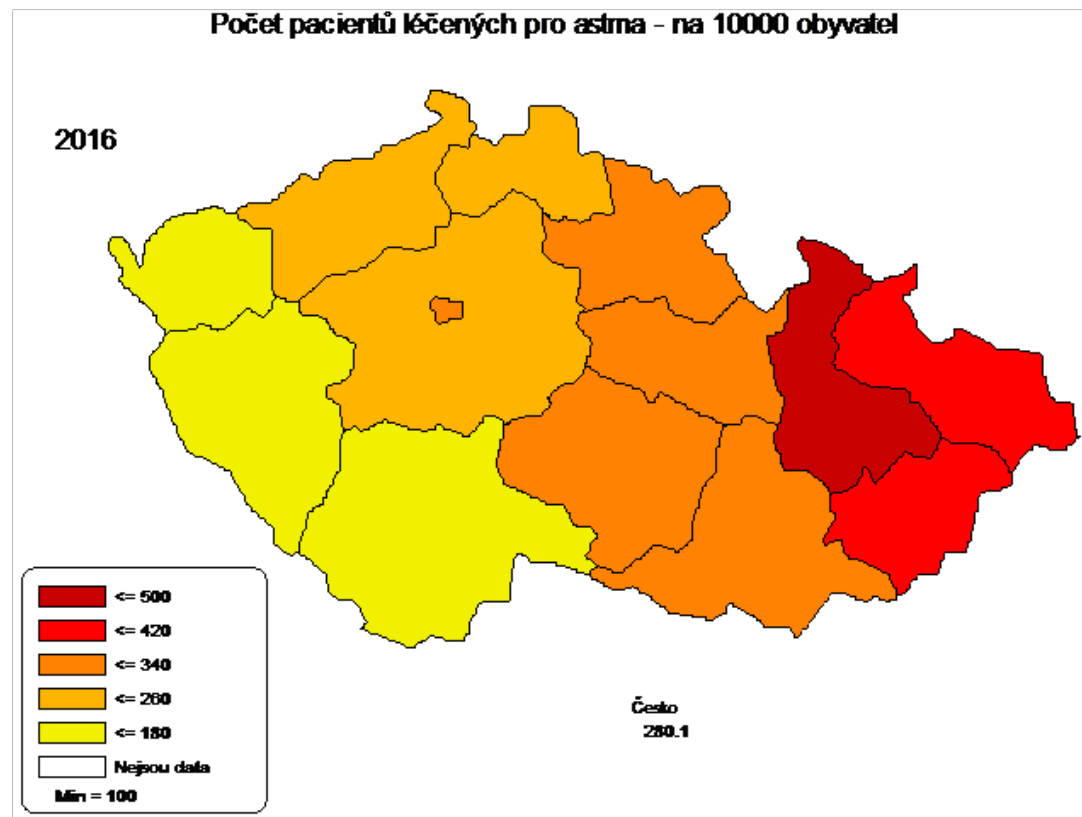 Počet pacientů léčených pro astma - na 10000 obyvatel
2016
<= 500
<= 420
<= 340
<= 260
<= 180
Nejsou data
Min = 100
Česko
280.1